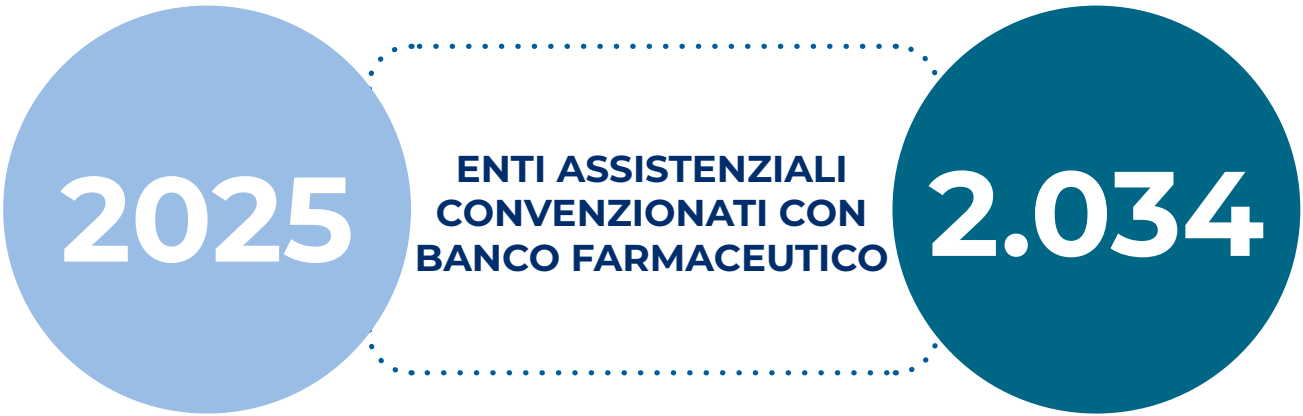 2025
ENTI ASSISTENZIALI
CONVENZIONATI CON
BANCO FARMACEUTICO
2.034